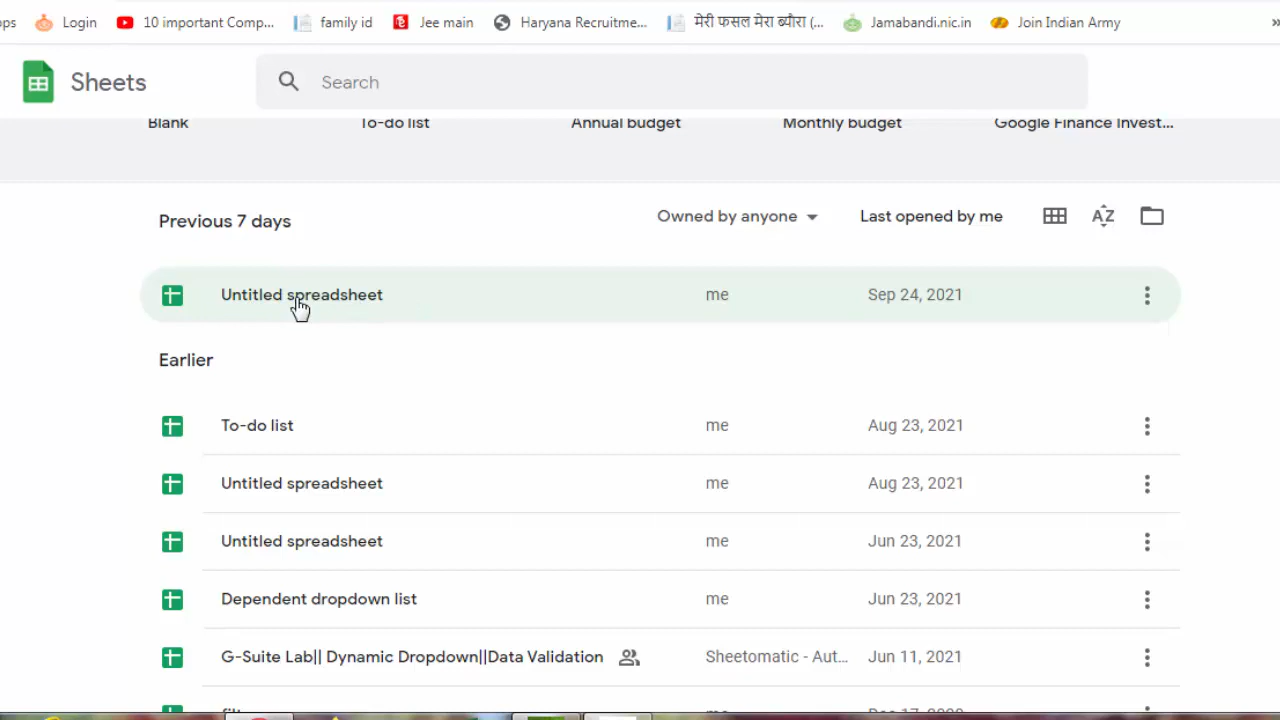 ps Login 10 important Comp... family id Jee main Haryana Recruitme... मेरी फसल मेरा ब्यौरा (... Jamabandi.nic.in Join Indian Army »
Sheets Search
Blank To-do list Annual budget Monthly budget Google Finance Invest...
Previous 7 days Owned by anyone Last opened by me AZ
Untitled spreadsheet me Sep 24, 2021
Earlier
To-do list me Aug 23, 2021
Untitled spreadsheet me Aug 23, 2021
Untitled spreadsheet me Jun 23, 2021
Dependent dropdown list me Jun 23, 2021
G-Suite Lab|| Dynamic Dropdown||Data Validation Sheetomatic - Aut... Jun 11, 2021